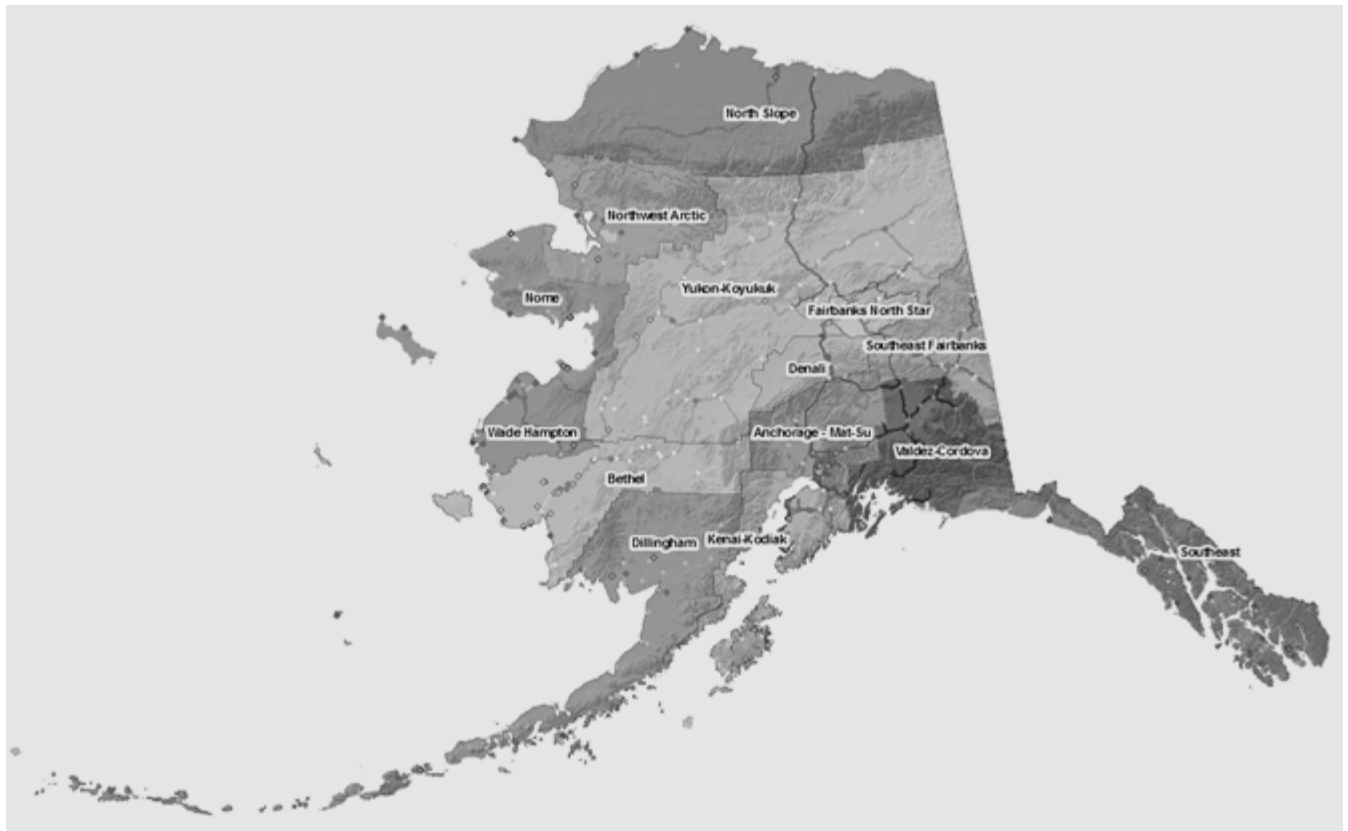 North Slope
Northwest Arctic
Yukon-Koyukuk
Nome
Fairbanks North Star
Southeast Fairbanks
Denali
Wade Hampton
Anchorage - Mat-Su
Valdez-Cordova
Bethel
Dillingham
Kenai-Kodiak
Southeast